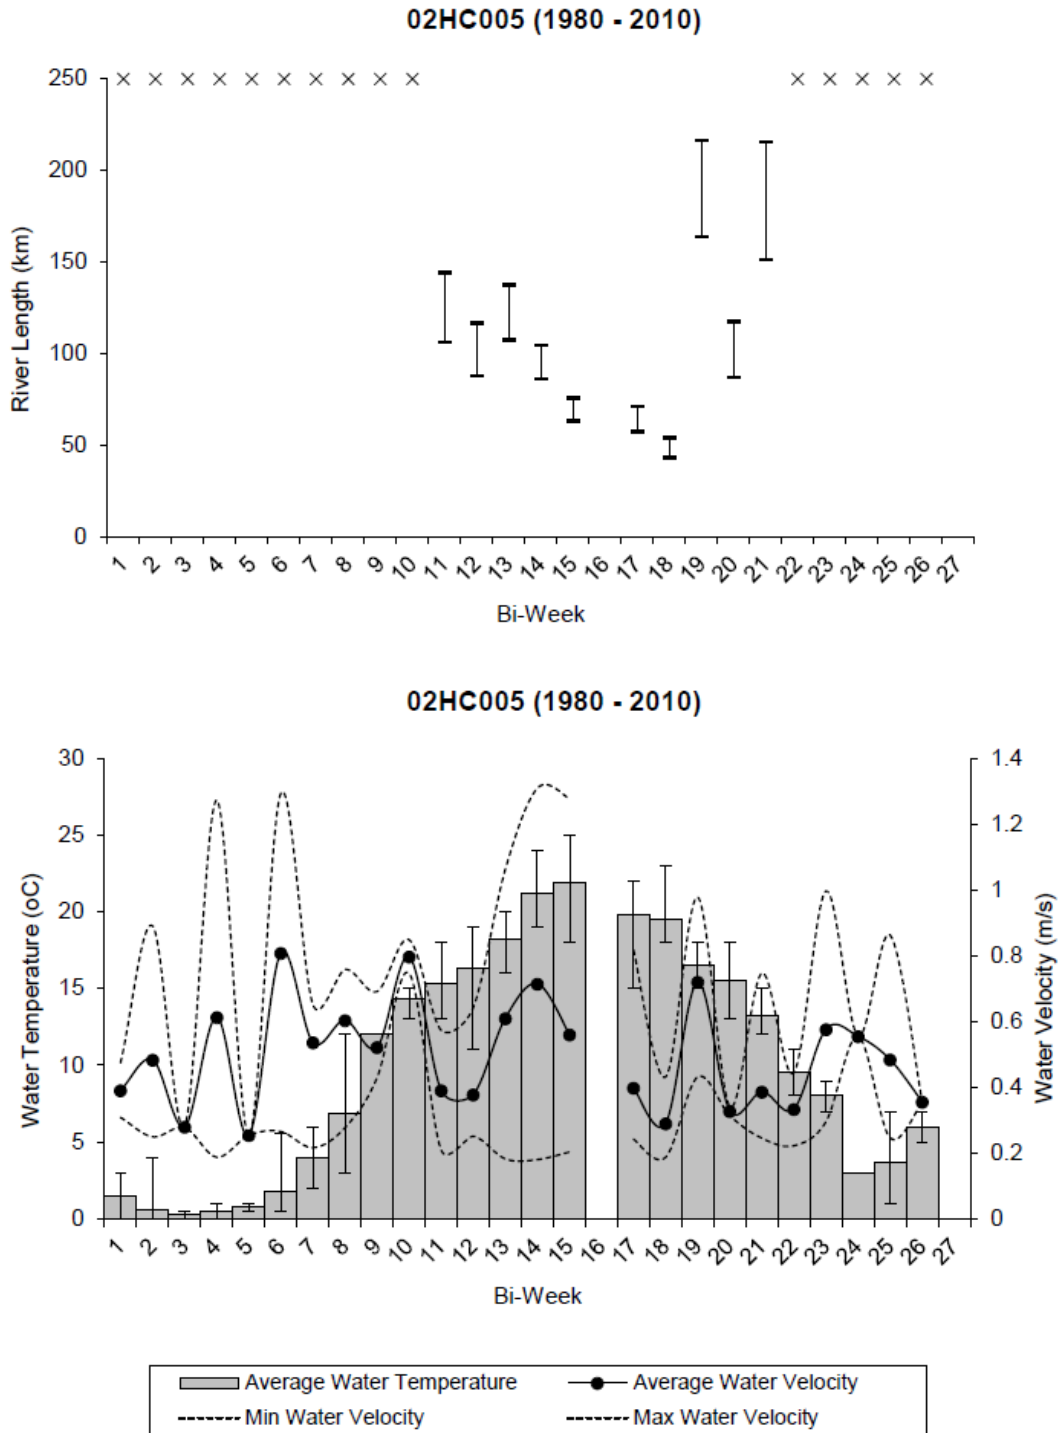 02HC005 (1980 - 2010)
250
200
150
100
50
0
River Length (km)
1 2 3 4 5 6 7 8 9 10 11 12 13 14 15 16 17 18 19 20 21 22 23 24 25 26 27
Bi-Week
02HC005 (1980 - 2010)
30
25
20
15
10
5
0
Water Temperature (oC)
1.4
1.2
1
0.8
0.6
0.4
0.2
0
Water Velocity (m/s)
1 2 3 4 5 6 7 8 9 10 11 12 13 14 15 16 17 18 19 20 21 22 23 24 25 26 27
Bi-Week
Average Water Temperature Average Water Velocity
Min Water Velocity Max Water Velocity